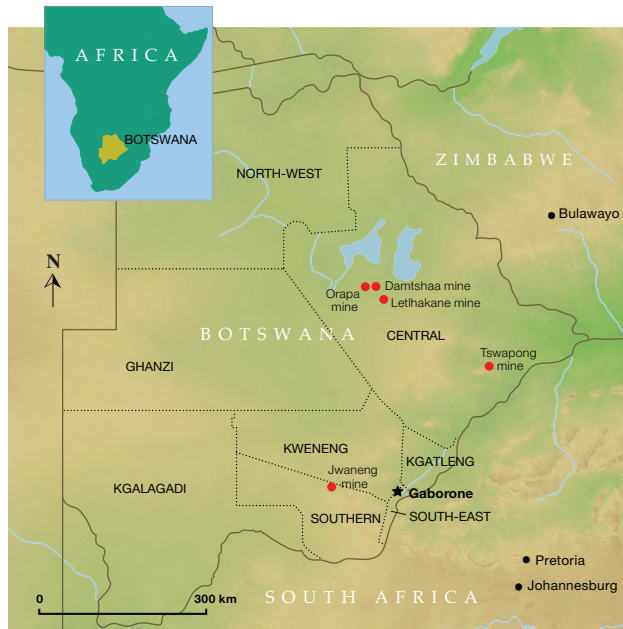 AFRICA
BOTSWANA
NORTH-WEST
ZIMBABWE
Bulawayo
N
Orapa
mine
Damtshaa mine
Letlhakane mine
BOTSWANA
CENTRAL
GHANZI
Tswapong
mine
KWENENG
KGATLENG
Jwaneng
mine
KGALAGADI
Gaborone
SOUTHERN
SOUTH-EAST
Pretoria
Johannesburg
0
300 km
SOUTH AFRICA